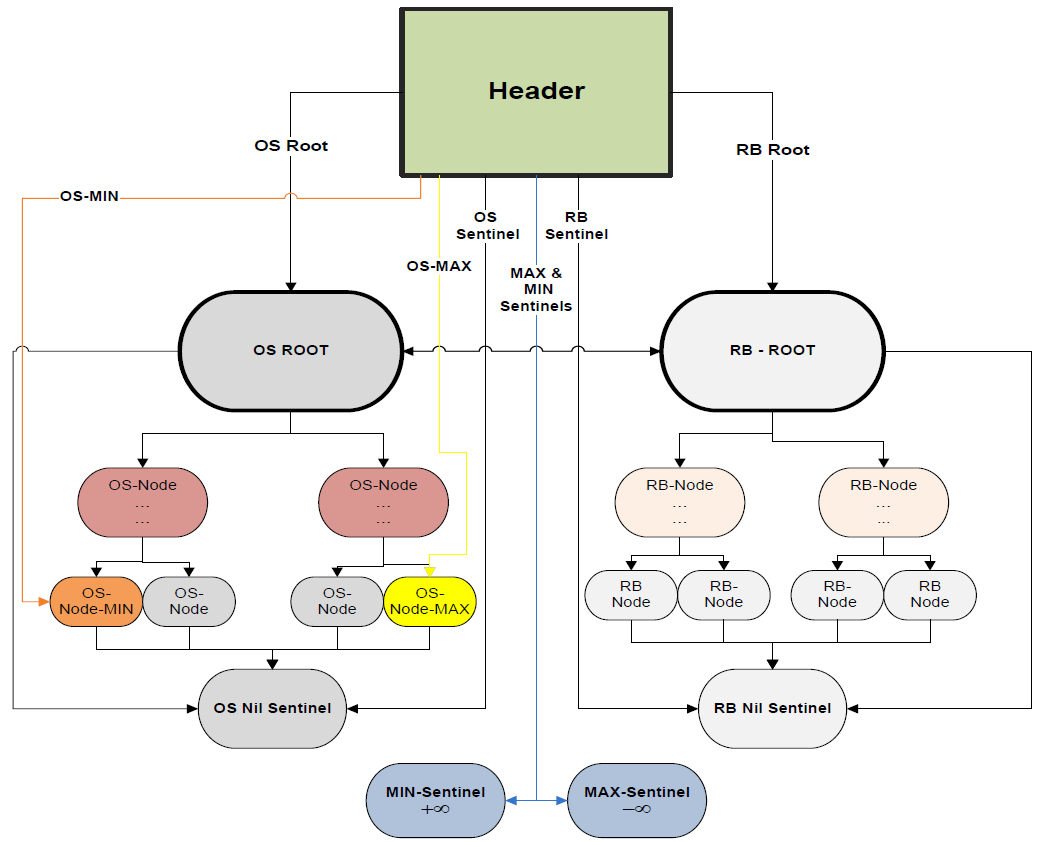 Header
OS Root
RB Root
OS-MIN
OS
Sentinel
RB
Sentinel
OS-MAX
MAX &
MIN
Sentinels
OS ROOT
RB - ROOT
OS-Node
...
...
OS-Node
...
...
RB-Node
...
...
RB-Node
...
...
OS-
Node-MIN
OS-
Node
OS-
Node
OS-
Node-MAX
RB
Node
RB-
Node
RB-
Node
RB
Node
OS Nil Sentinel
RB Nil Sentinel
MIN-Sentinel
+∞
MAX-Sentinel
−∞